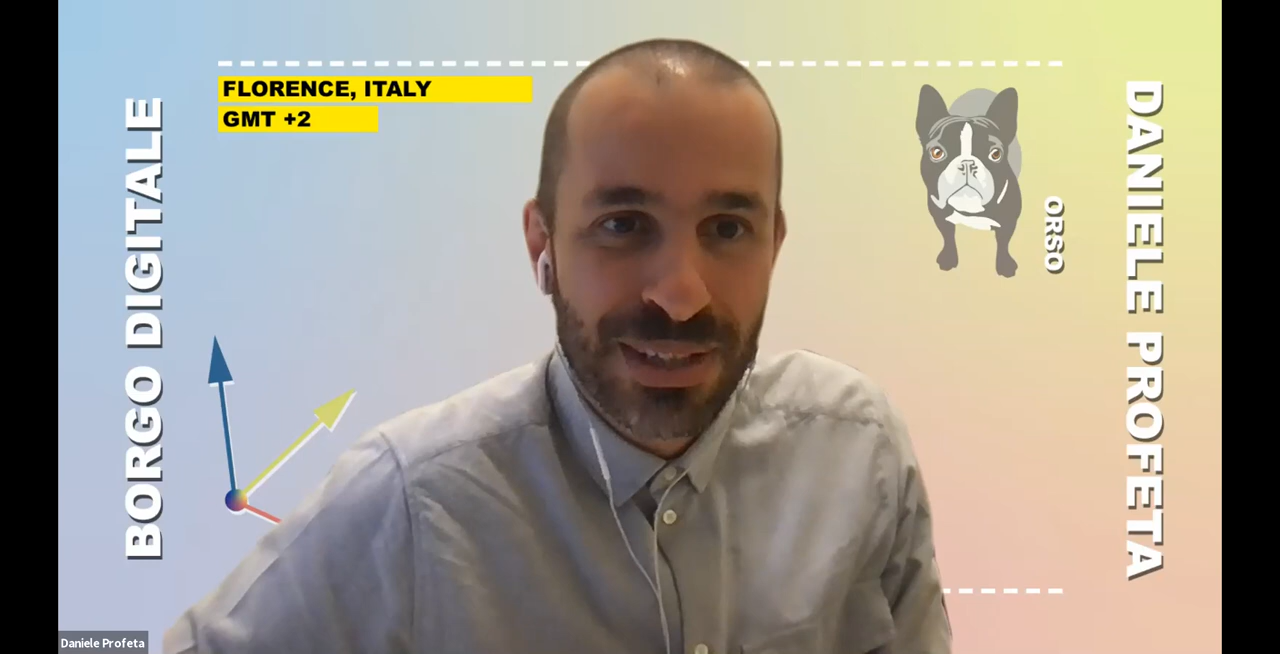 BORGO DIGITALE
FLORENCE, ITALY
GMT +2
ORSO
DANIELE PROFETA
Daniele Profeta